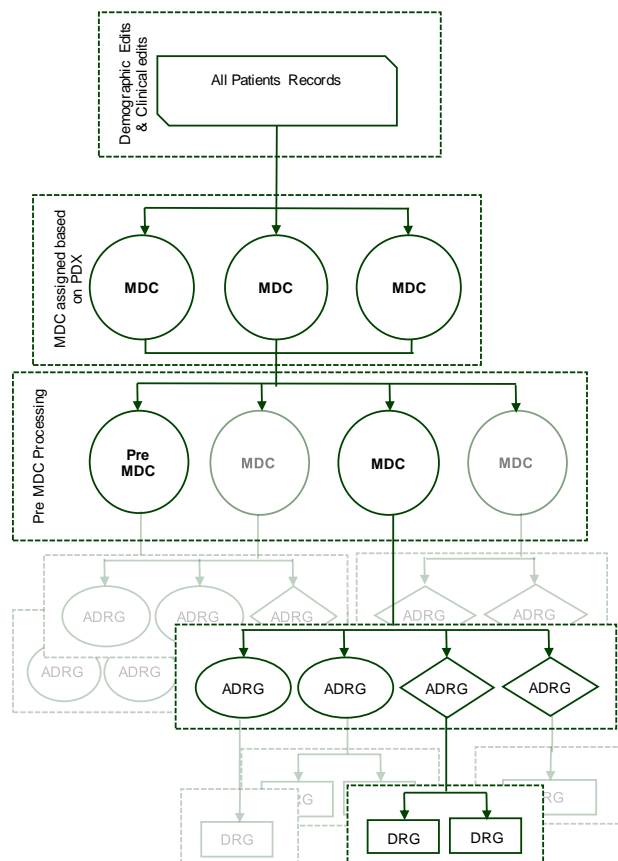 Demographic Edits
& Clinical edits
All Patients Records
MDC assigned based
on PDX
MDC
MDC
MDC
Pre MDC Processing
Pre
MDC
MDC
MDC
MDC
ADRG
ADRG
ADRG
ADRG
ADRG
ADRG
ADRG
ADRG
ADRG
ADRG
ADRG
DRG
DRG
DRG